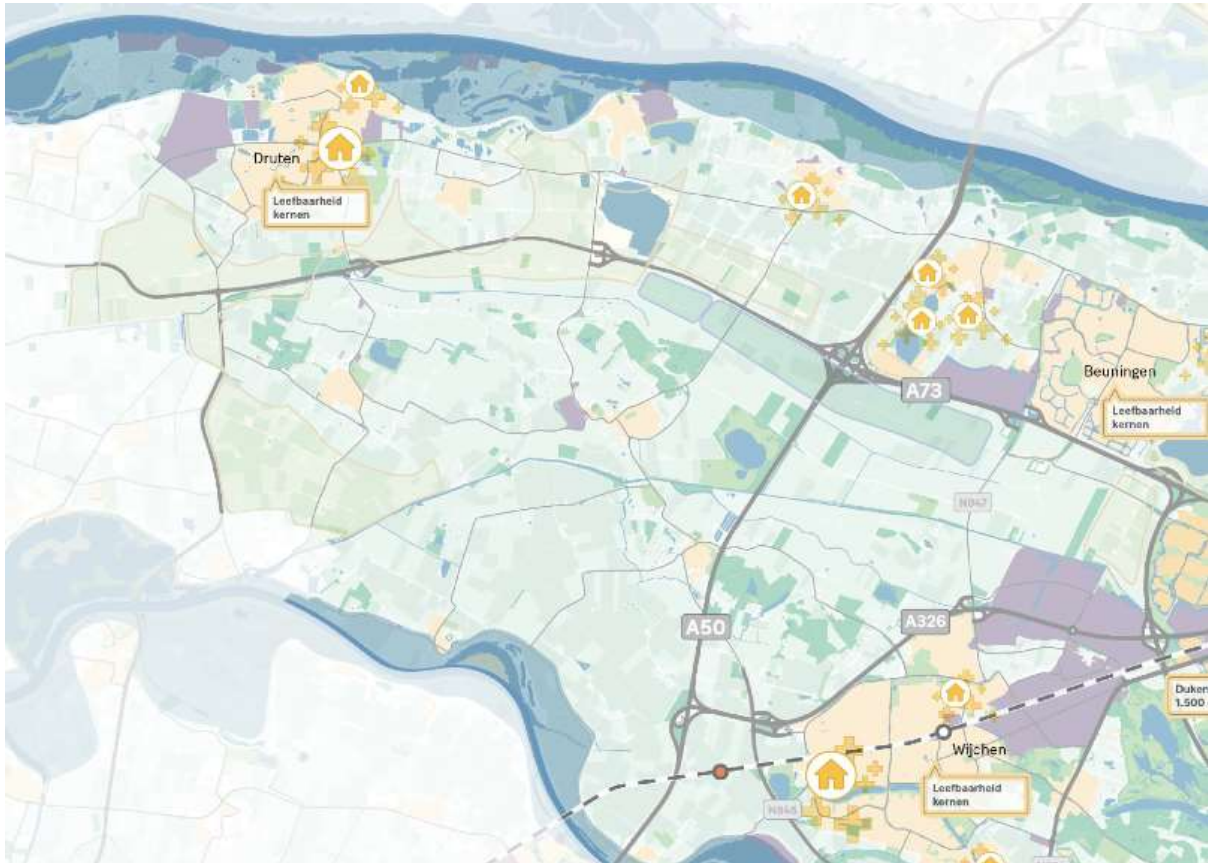 Druten
Leefbaarheid
kernen
A73
Beuningen
Leefbaarheid
kernen
N847
A50
A326
Duken
1.500
Wijchen
Leefbaarheid
kernen
N845